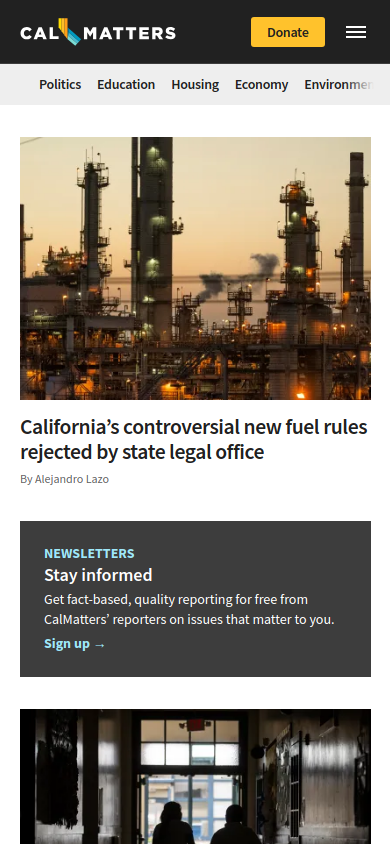 CAL MATTERS
Donate
Politics Education Housing Economy Environmen
California’s controversial new fuel rules
rejected by state legal office
By Alejandro Lazo
NEWSLETTERS
Stay informed
Get fact-based, quality reporting for free from
CalMatters’ reporters on issues that matter to you.
Sign up →